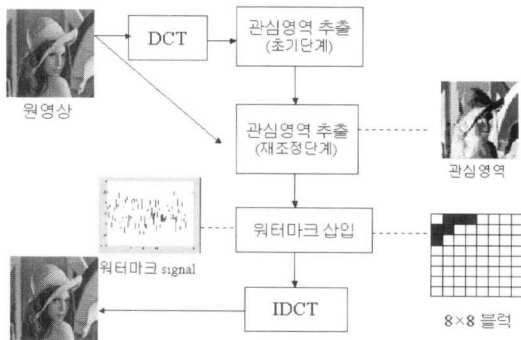 DCT
관심영역 추출
(초기단계)
원영상
관심영역 추출
(재조정단계)
관심영역
워터마크 signal
워터마크 삽입
IDCT
8×8 블럭